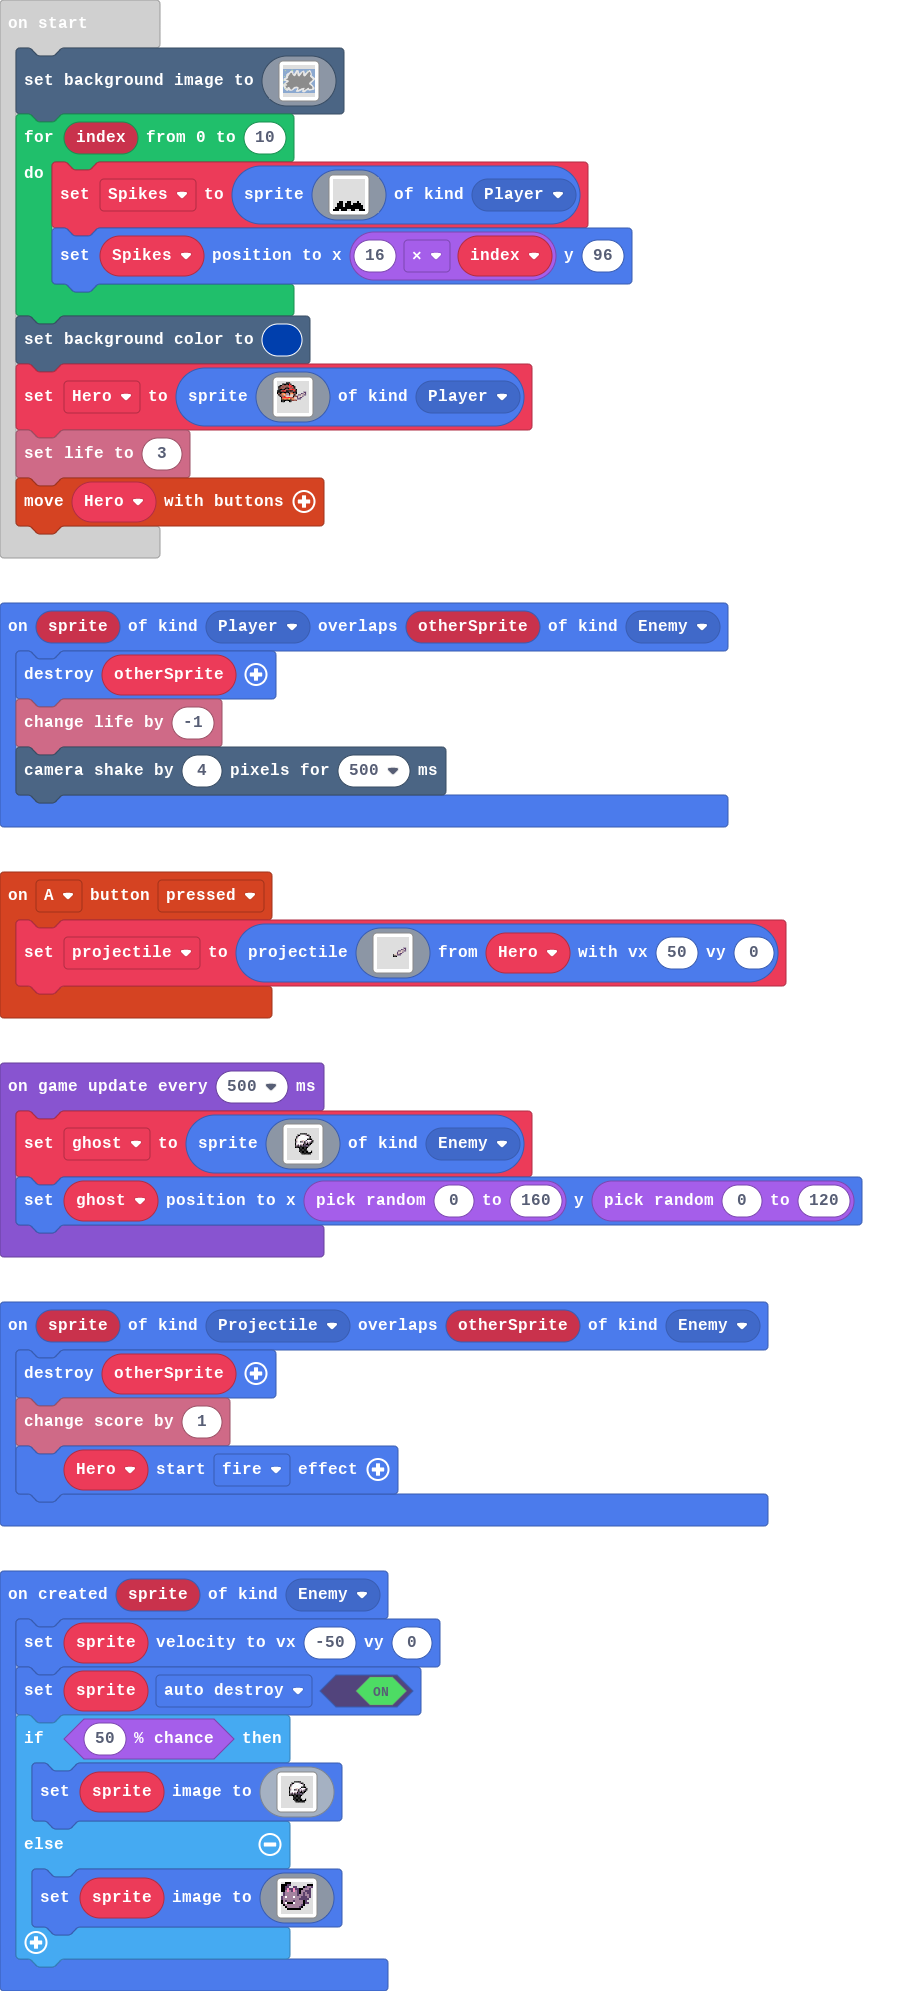 on start
set background image to
for index from 0 to 10
do
set Spikes to sprite of kind Player
set Spikes position to x 16 × index y 96
set background color to
set Hero to sprite of kind Player
set life to 3
move Hero with buttons
on sprite of kind Player overlaps otherSprite of kind Enemy
destroy otherSprite
change life by -1
camera shake by 4 pixels for 500 ms
on A button pressed
set projectile to projectile from Hero with vx 50 vy 0
on game update every 500 ms
set ghost to sprite of kind Enemy
set ghost position to x pick random 0 to 160 y pick random 0 to 120
on sprite of kind Projectile overlaps otherSprite of kind Enemy
destroy otherSprite
change score by 1
Hero start fire effect
on created sprite of kind Enemy
set sprite velocity to vx -50 vy 0
set sprite auto destroy ON
if 50 % chance then
set sprite image to
else
set sprite image to